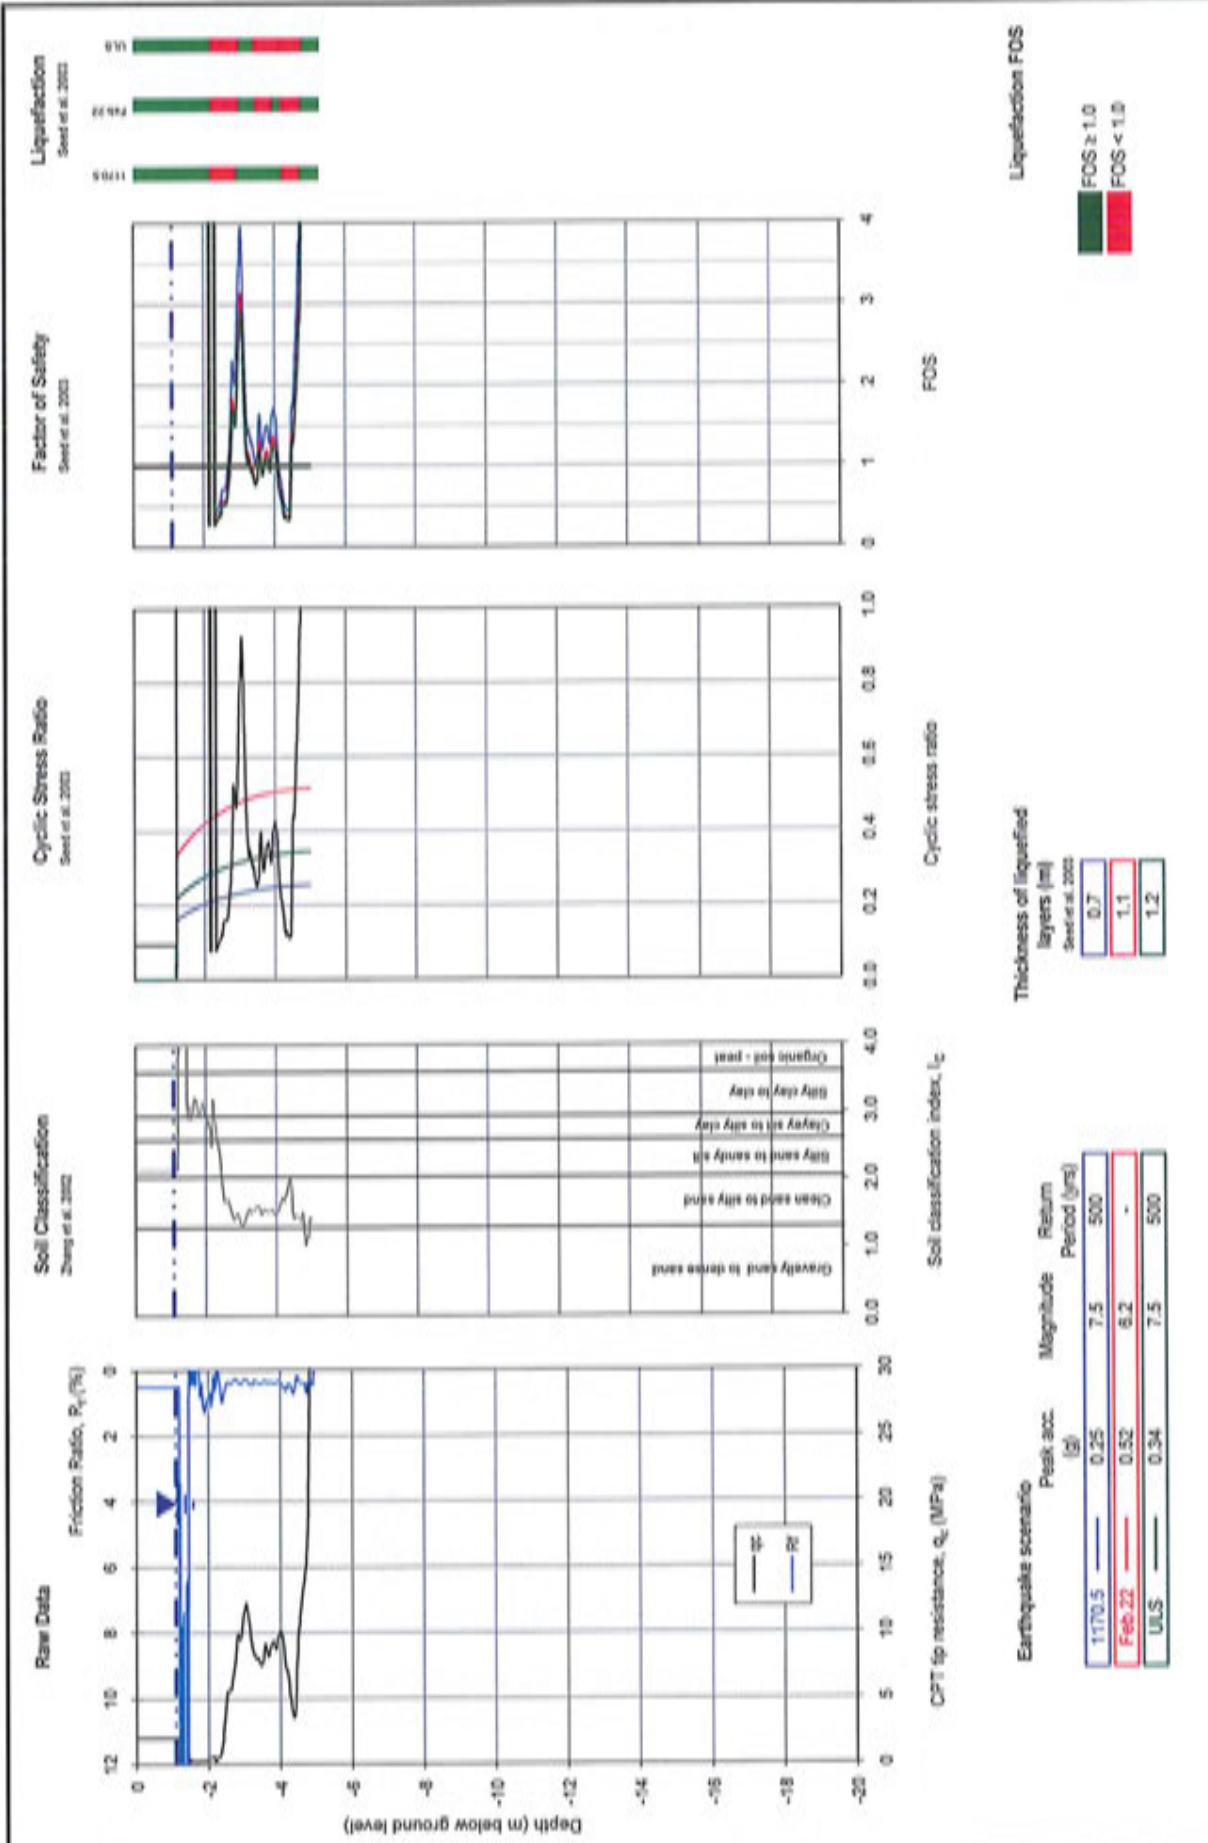 Raw Data
Friction Ratio, Rf (%)
12
10
8
6
4
2
0
0
-2
-4
-6
-8
-10
-12
-14
-16
-18
-20
Depth (m below ground level)
qc
Rf
0
5
10
15
20
25
30
CPT tip resistance, qc (MPa)
Soil Classification
Zhang et al. 2002
Gravelly sand to dense sand
Clean sand to silty sand
Silty sand to sandy silt
Clayey silt to silty clay
Silty clay to clay
Organic soil - peat
0.0
1.0
2.0
3.0
4.0
Soil classification index, IC
Cyclic Stress Ratio
Seed et al. 2003
0.0
0.2
0.4
0.6
0.8
1.0
Cyclic stress ratio
Factor of Safety
Seed et al. 2003
0
1
2
3
4
FOS
Liquefaction
Seed et al. 2003
1170.5
Feb.22
ULS
Earthquake scenario
Peak acc. (g)
Magnitude
Return Period (yrs)
1170.5 0.25 7.5 500
Feb.22 0.52 6.2 -
ULS 0.34 7.5 500
Thickness of liquefied
layers (m)
Seed et al. 2003
0.7
1.1
1.2
Liquefaction FOS
FOS ≥ 1.0
FOS < 1.0